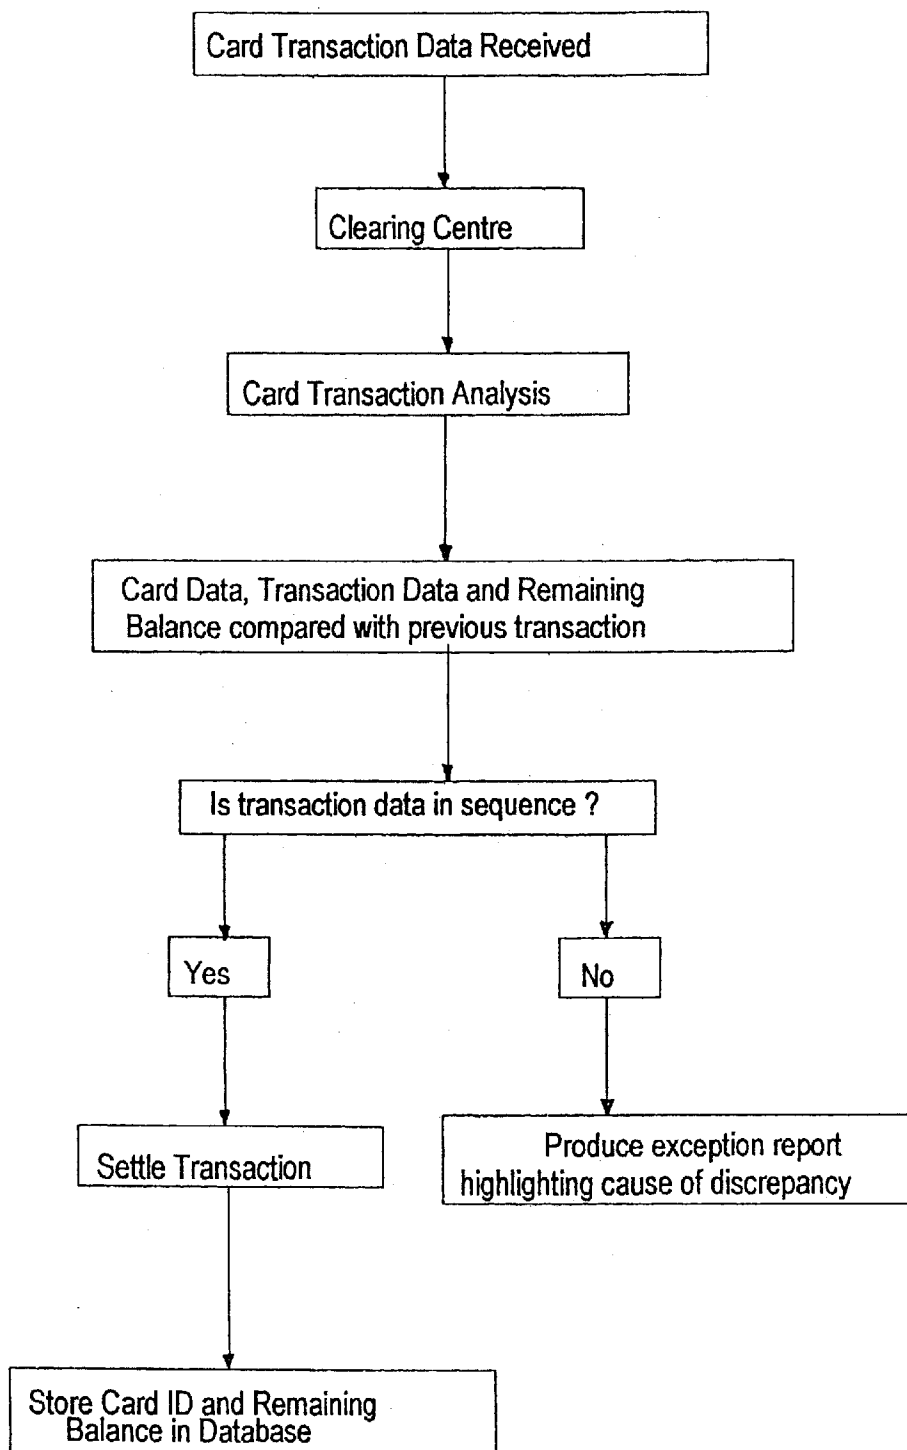 Card Transaction Data Received
Clearing Centre
Card Transaction Analysis
Card Data, Transaction Data and Remaining
Balance compared with previous transaction
Is transaction data in sequence ?
Yes
No
Settle Transaction
Produce exception report
highlighting cause of discrepancy
Store Card ID and Remaining
Balance in Database